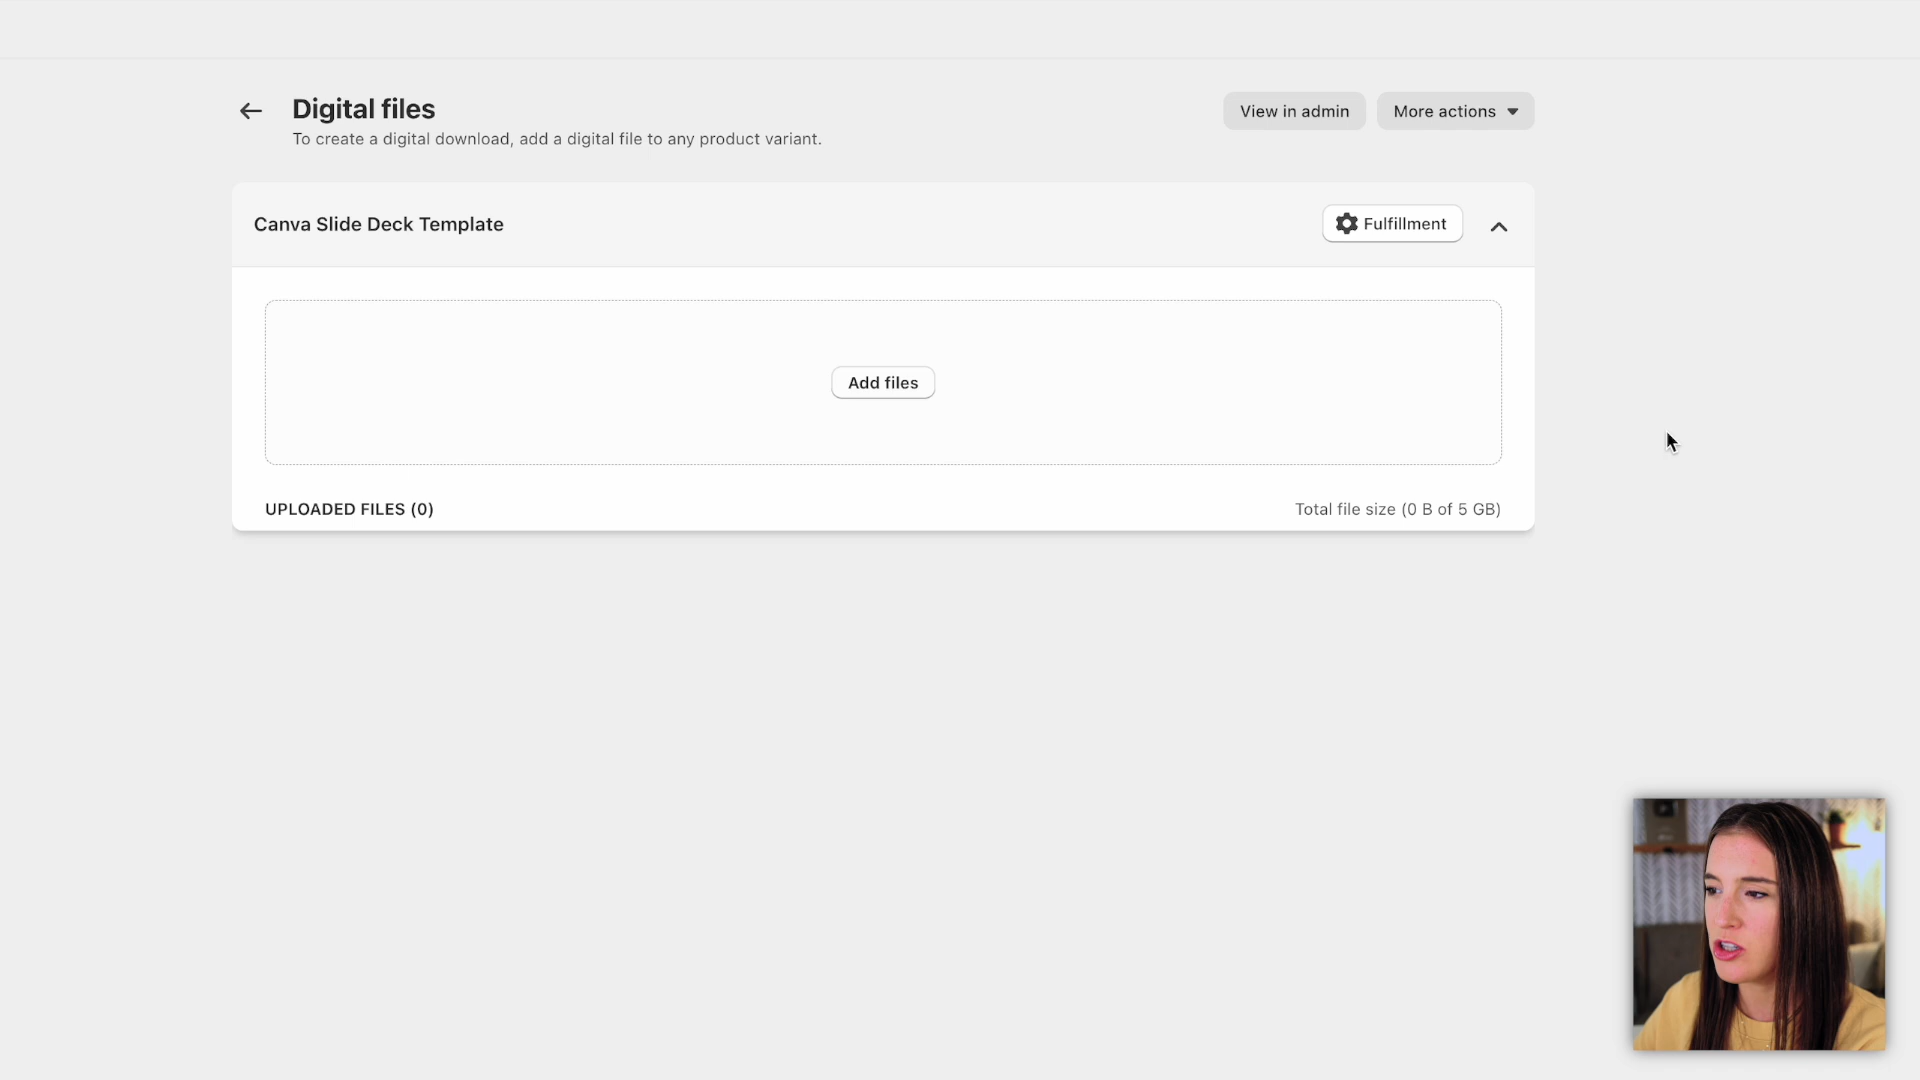 Digital files
To create a digital download, add a digital file to any product variant.
View in admin
More actions
Canva Slide Deck Template
Fulfillment
Add files
UPLOADED FILES (0)
Total file size (0 B of 5 GB)